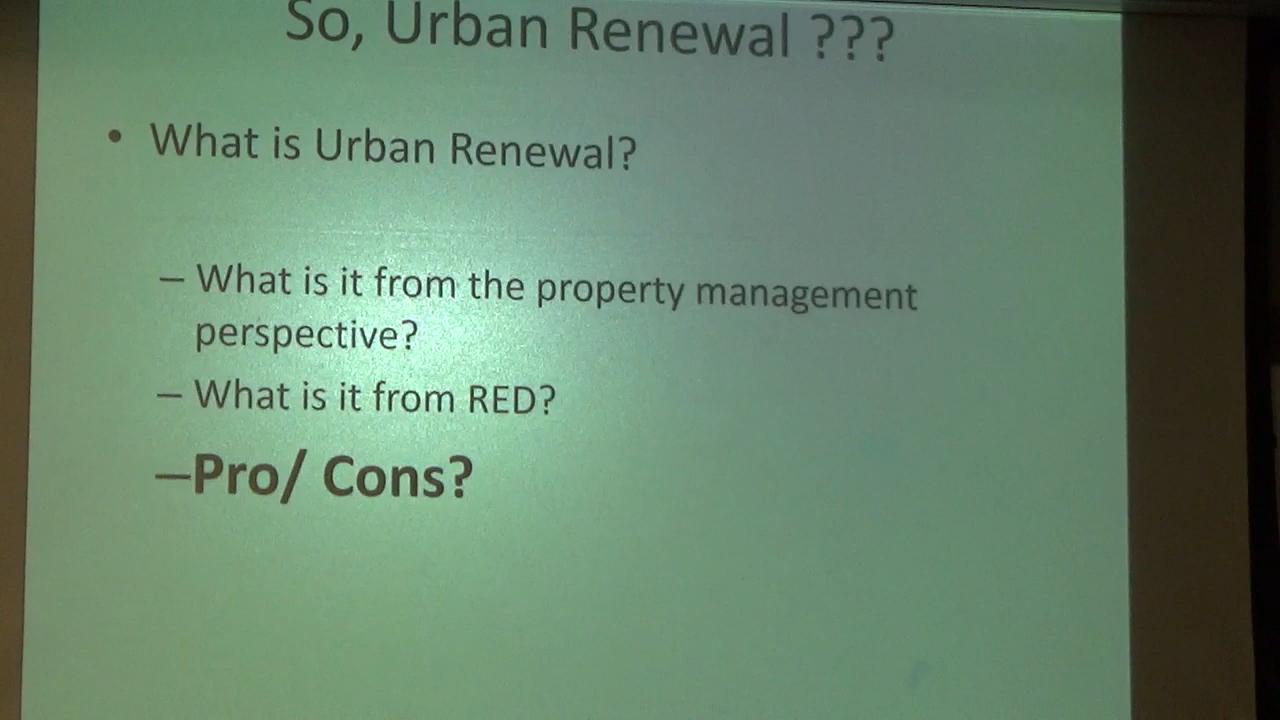 So, Urban Renewal ???
• What is Urban Renewal?
– What is it from the property management
perspective?
– What is it from RED?
–Pro/ Cons?